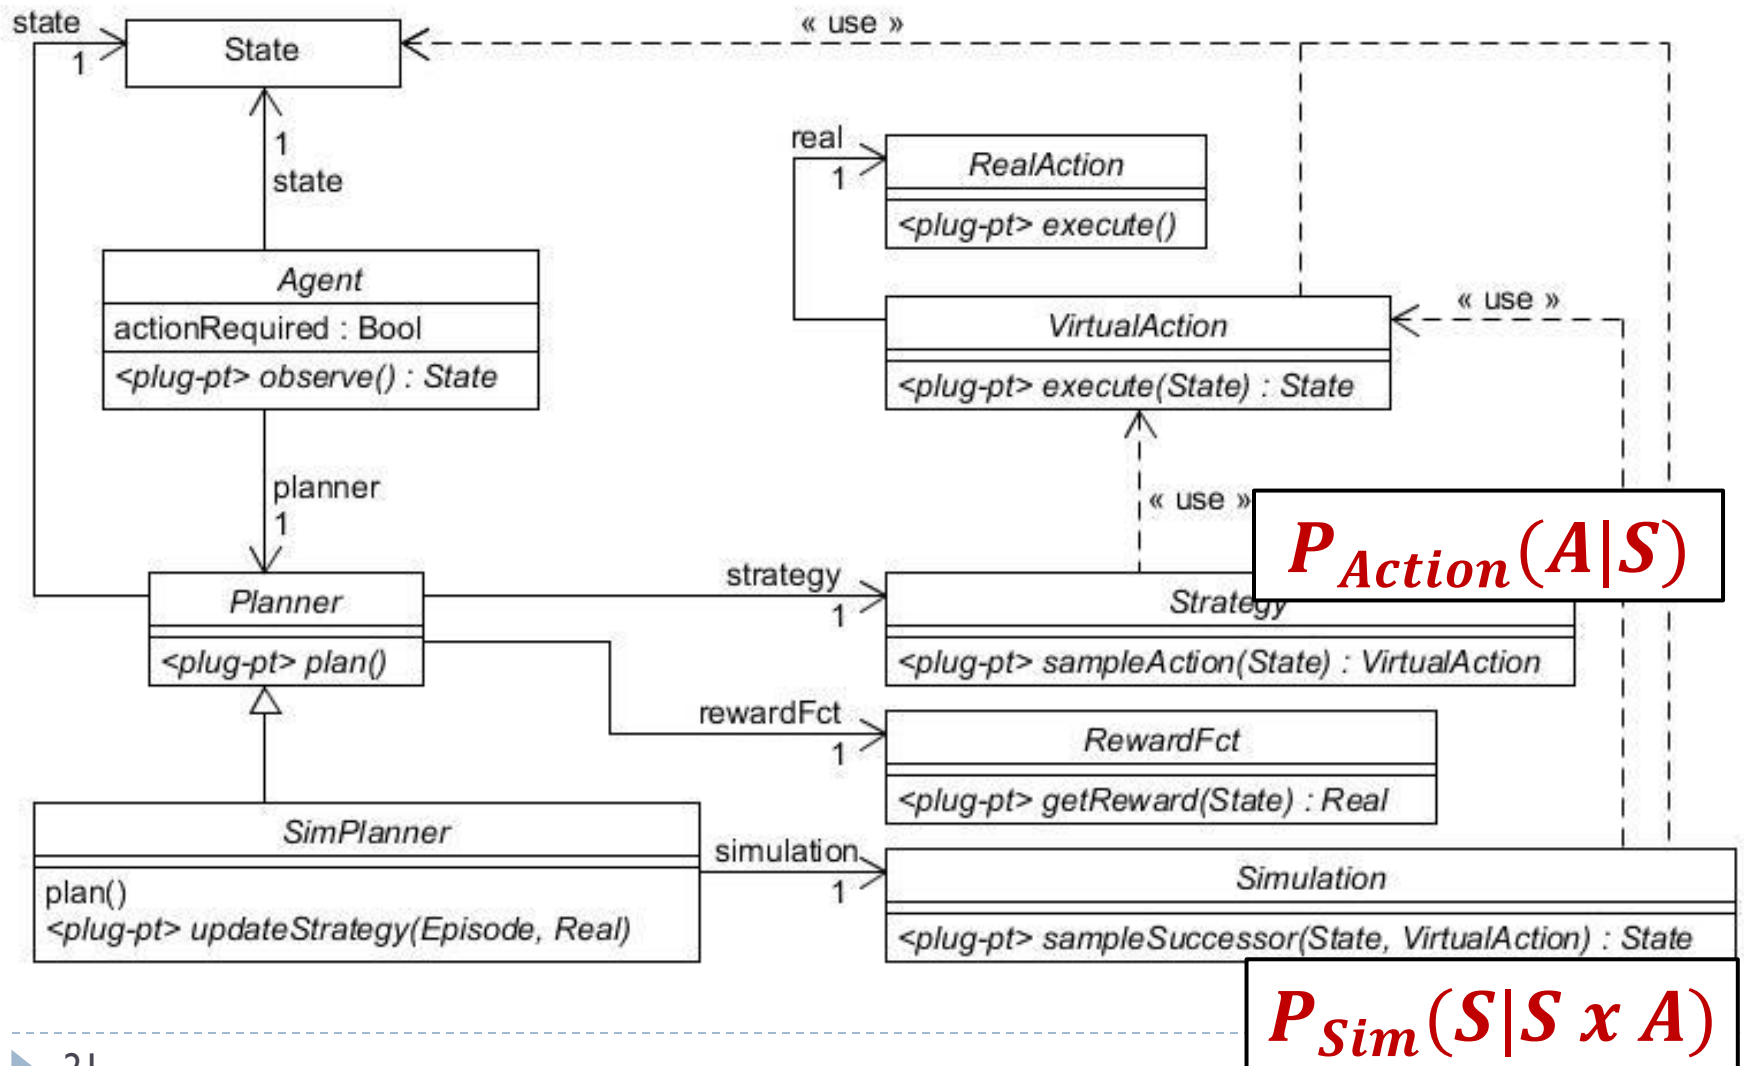 state
1
State
« use »
1
state
real
1
RealAction
<plug-pt> execute()
Agent
actionRequired : Bool
<plug-pt> observe() : State
VirtualAction
<plug-pt> execute(State) : State
« use »
planner
1
« use »
P_Action(A|S)
Planner
<plug-pt> plan()
strategy
1
Strategy
<plug-pt> sampleAction(State) : VirtualAction
rewardFct
1
RewardFct
<plug-pt> getReward(State) : Real
SimPlanner
plan()
<plug-pt> updateStrategy(Episode, Real)
simulation
1
Simulation
<plug-pt> sampleSuccessor(State, VirtualAction) : State
P_Sim(S|S x A)